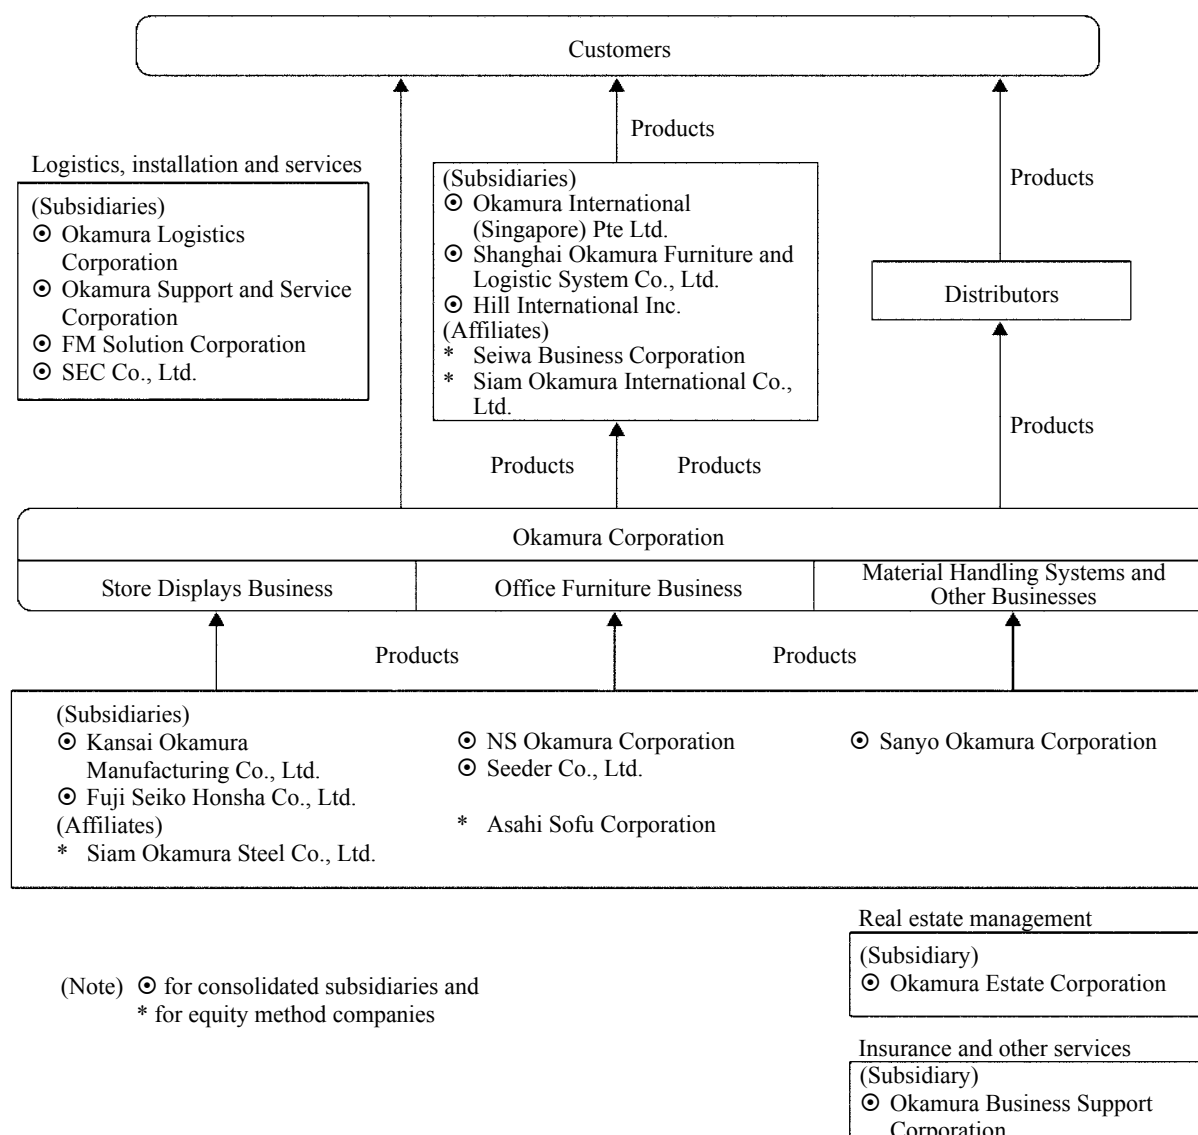 Customers
Products
Logistics, installation and services
(Subsidiaries)
⦿ Okamura Logistics
Corporation
⦿ Okamura Support and Service
Corporation
⦿ FM Solution Corporation
⦿ SEC Co., Ltd.
(Subsidiaries)
⦿ Okamura International
(Singapore) Pte Ltd.
⦿ Shanghai Okamura Furniture and
Logistic System Co., Ltd.
⦿ Hill International Inc.
(Affiliates)
* Seiwa Business Corporation
* Siam Okamura International Co.,
Ltd.
Products
Distributors
Products
Products
Products
Okamura Corporation
Store Displays Business
Office Furniture Business
Material Handling Systems and
Other Businesses
Products
Products
(Subsidiaries)
⦿ Kansai Okamura
Manufacturing Co., Ltd.
⦿ Fuji Seiko Honsha Co., Ltd.
(Affiliates)
* Siam Okamura Steel Co., Ltd.
⦿ NS Okamura Corporation
⦿ Seeder Co., Ltd.
* Asahi Sofu Corporation
⦿ Sanyo Okamura Corporation
Real estate management
(Subsidiary)
⦿ Okamura Estate Corporation
(Note) ⦿ for consolidated subsidiaries and
* for equity method companies
Insurance and other services
(Subsidiary)
⦿ Okamura Business Support
Corporation